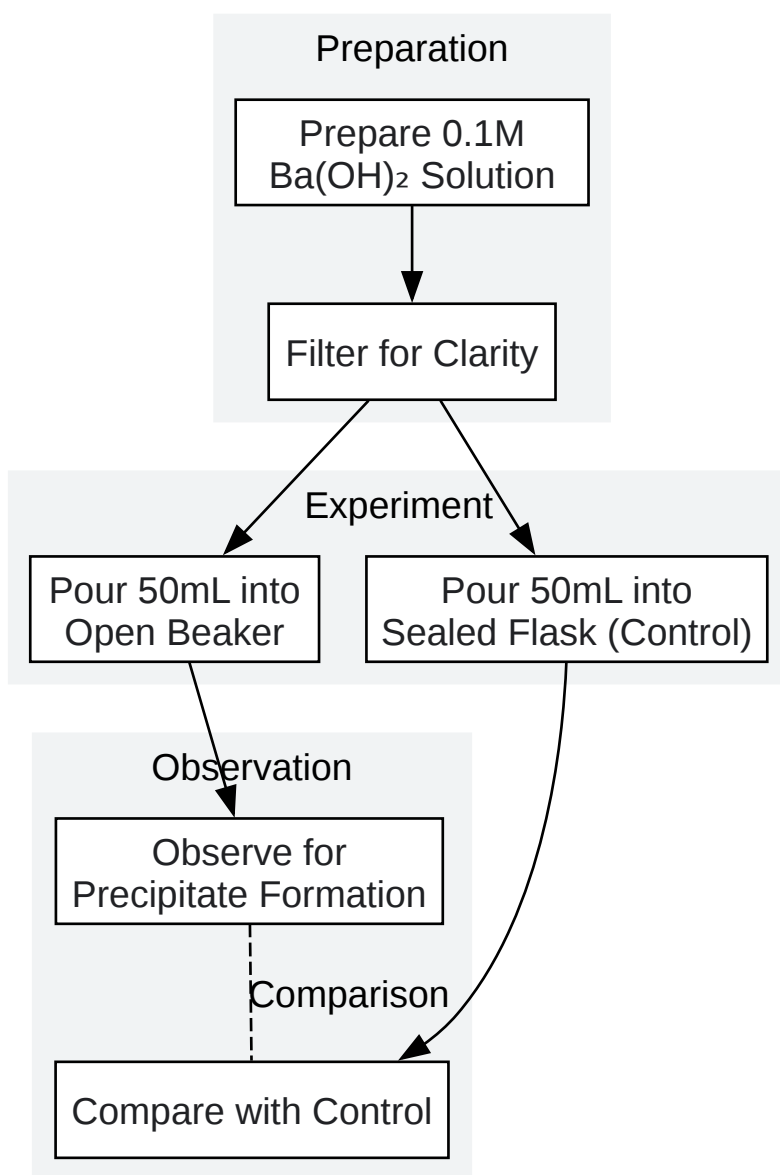 Preparation
Prepare 0.1M
Ba(OH)₂ Solution
Filter for Clarity
Experiment
Pour 50mL into
Open Beaker
Pour 50mL into
Sealed Flask (Control)
Observation
Observe for
Precipitate Formation
Comparison
Compare with Control